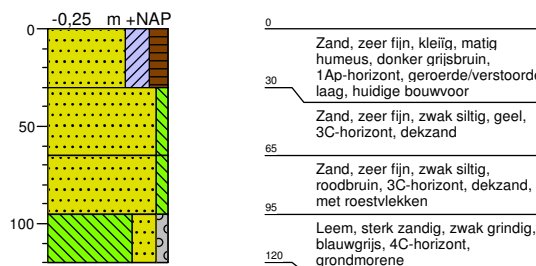 -0,25 m +NAP
0
50
100
0
Zand, zeer fijn, kleiïg, matig
humeus, donker grijsbruin,
1Ap-horizont, geroerde/verstoorde
laag, huidige bouwvoor
30
Zand, zeer fijn, zwak siltig, geel,
3C-horizont, dekzand
65
Zand, zeer fijn, zwak siltig,
roodbruin, 3C-horizont, dekzand,
met roestvlekken
95
Leem, sterk zandig, zwak grindig,
blauwgrijs, 4C-horizont,
grondmorene
120